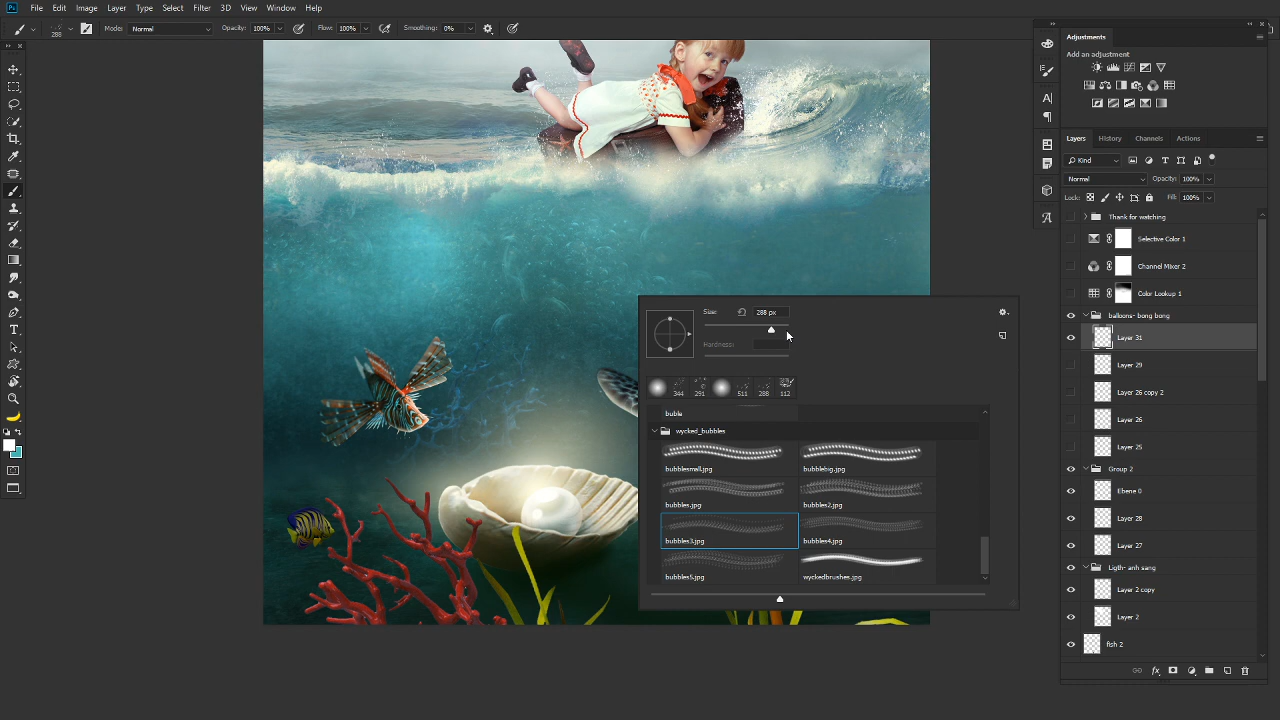 Ps File Edit Image Layer Type Select Filter 3D View Window Help
288 Mode: Normal Opacity: 100% Flow: 100% Smoothing: 0%
Adjustments
Add an adjustment
Layers History Channels Actions
Kind
Normal Opacity: 100%
Lock: Fill: 100%
Thank for watching
Selective Color 1
Channel Mixer 2
Color Lookup 1
balloons- bong bong
Layer 31
Layer 29
Layer 26 copy 2
Layer 26
Layer 25
Group 2
Ebene 0
Layer 28
Layer 27
Ligth- anh sang
Layer 2 copy
Layer 2
fish 2
Size: 288 px
Hardness:
344 291 511 288 112
buble
wycked_bubbles
bubblesmall.jpg bubblebig.jpg
bubbles.jpg bubbles2.jpg
bubbles3.jpg bubbles4.jpg
bubbles5.jpg wyckedbrushes.jpg